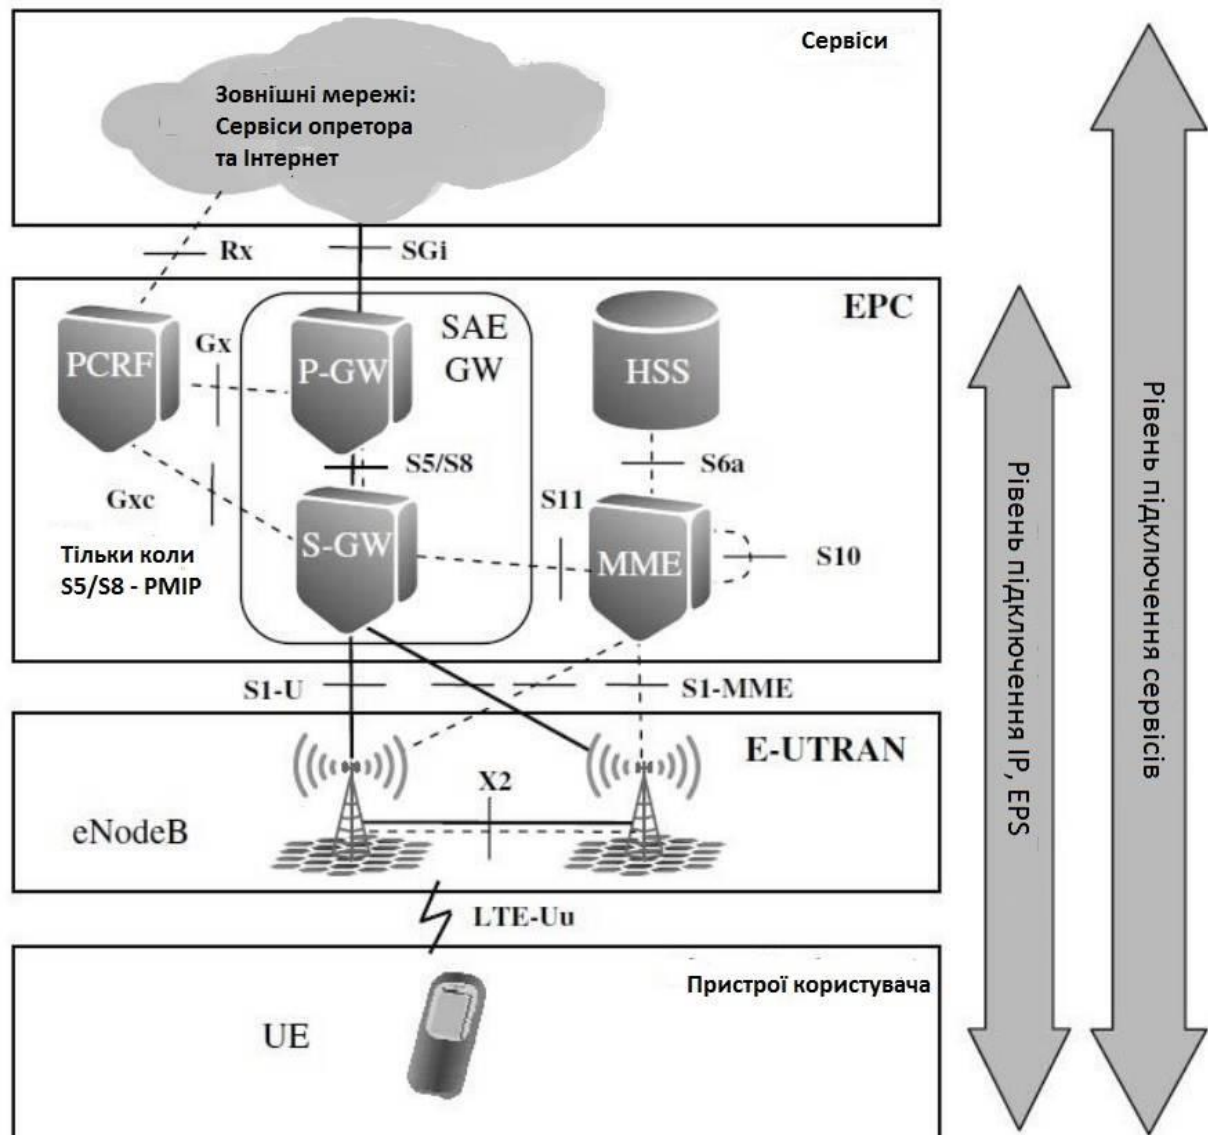 Сервіси
Зовнішні мережі:
Сервіси опретора
та Інтернет
Rx
SGi
EPC
SAE
GW
PCRF
Gx
P-GW
HSS
S5/S8
S6a
Gxc
S11
S-GW
MME
S10
Тільки коли
S5/S8 - PMIP
S1-U
S1-MME
E-UTRAN
X2
eNodeB
LTE-Uu
Пристрої користувача
UE
Рівень підключення IP, EPS
Рівень підключення сервісів